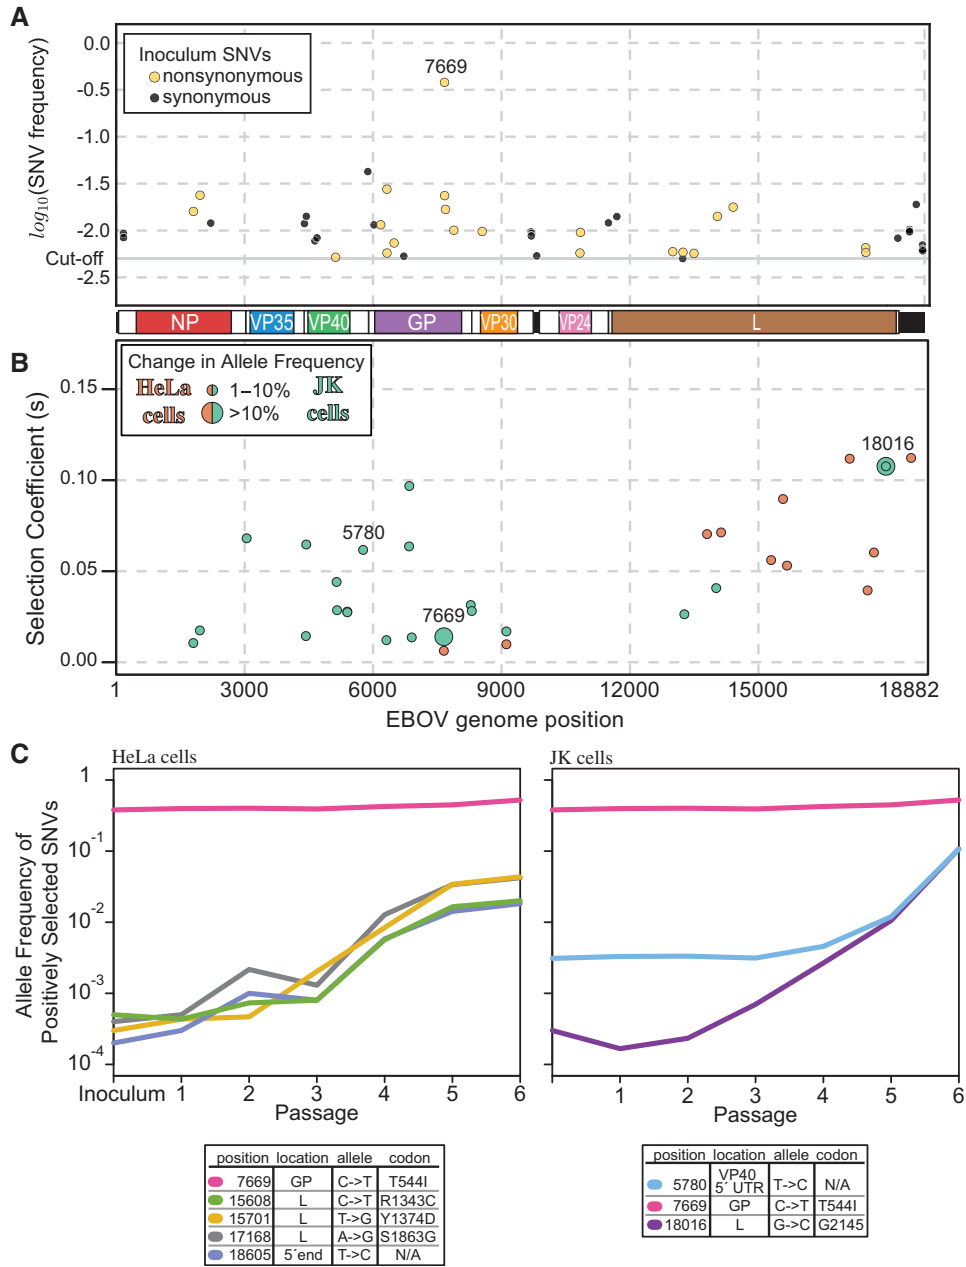 A
log10(SNV frequency)
0.0
-0.5
-1.0
-1.5
-2.0
Cut-off
-2.5
Inoculum SNVs
nonsynonymous
synonymous
7669
NP
VP35
VP40
GP
VP30
VP24
L
B
Selection Coefficient (s)
0.15
0.10
0.05
0.00
Change in Allele Frequency
HeLa cells
1–10%
>10%
JK cells
5780
7669
18016
1 3000 6000 9000 12000 15000 18882
EBOV genome position
C
HeLa cells
Allele Frequency of
Positively Selected SNVs
1
10-1
10-2
10-3
10-4
Inoculum 1 2 3 4 5 6
Passage
JK cells
1 2 3 4 5 6
Passage
position location allele codon
7669 GP C->T T544I
15608 L C->T R1343C
15701 L T->G Y1374D
17168 L A->G S1863G
18605 5´end T->C N/A
position location allele codon
5780 VP40 5´ UTR T->C N/A
7669 GP C->T T544I
18016 L G->C G2145